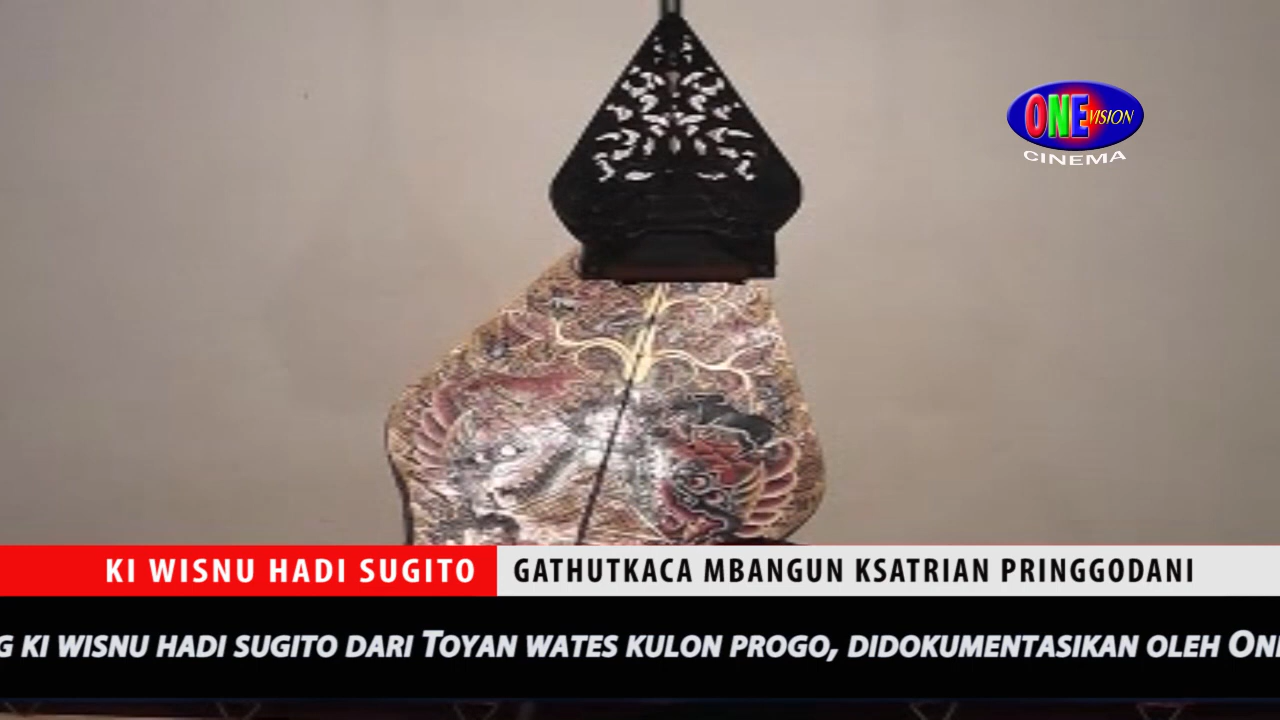 ONE VISION
CINEMA
KI WISNU HADI SUGITO
GATHUTKACA MBANGUN KSATRIAN PRINGGODANI
KI WISNU HADI SUGITO DARI TOYAN WATES KULON PROGO, DIDOKUMENTASIKAN OLEH